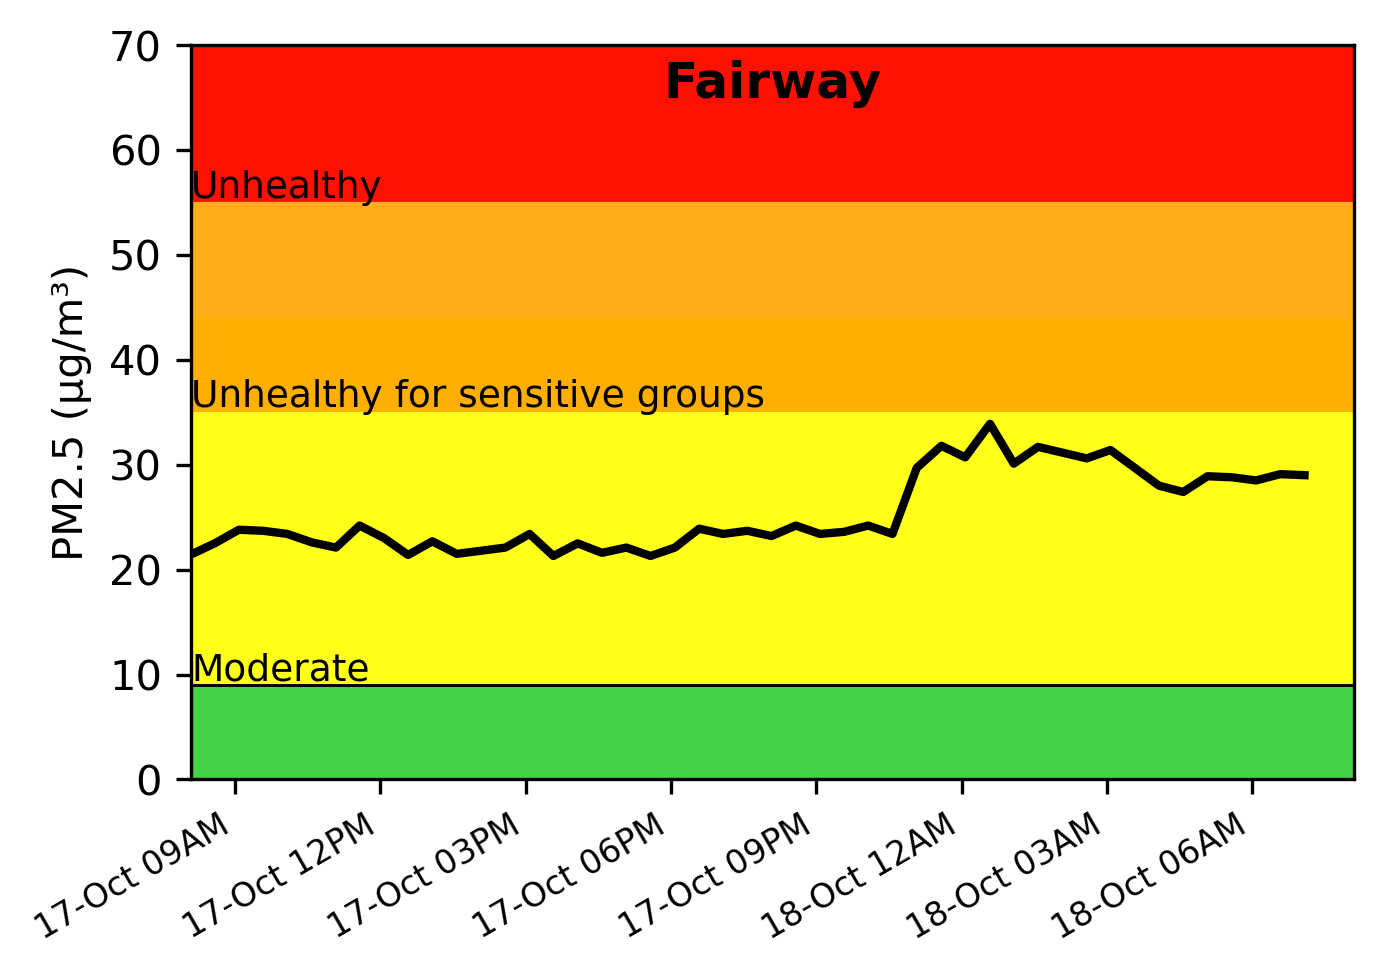 Fairway
70
60
50
40
30
20
10
0
PM2.5 (µg/m³)
Unhealthy
Unhealthy for sensitive groups
Moderate
17-Oct 09AM
17-Oct 12PM
17-Oct 03PM
17-Oct 06PM
17-Oct 09PM
18-Oct 12AM
18-Oct 03AM
18-Oct 06AM